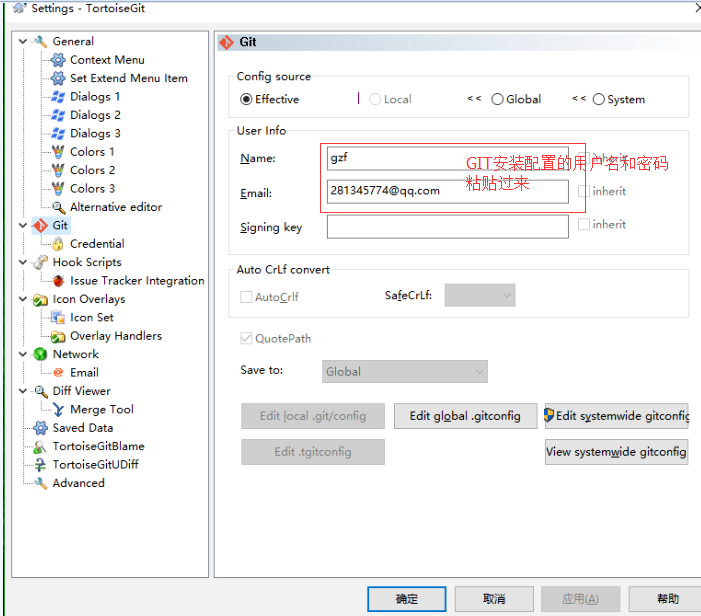 Settings - TortoiseGit
General
Context Menu
Set Extend Menu Item
Dialogs 1
Dialogs 2
Dialogs 3
Colors 1
Colors 2
Colors 3
Alternative editor
Git
Credential
Hook Scripts
Issue Tracker Integration
Icon Overlays
Icon Set
Overlay Handlers
Network
Email
Diff Viewer
Merge Tool
Saved Data
TortoiseGitBlame
TortoiseGitUDiff
Advanced
Git
Config source
Effective | Local << Global << System
User Info
Name: gzf inherit
GIT安装配置的用户名和密码
粘贴过来
Email: 281345774@qq.com inherit
Signing key inherit
Auto CrLf convert
AutoCrlf SafeCrLf:
QuotePath
Save to: Global
Edit local .git/config Edit global .gitconfig Edit systemwide gitconfig
Edit .tgitconfig View systemwide gitconfig
确定 取消 应用(A) 帮助